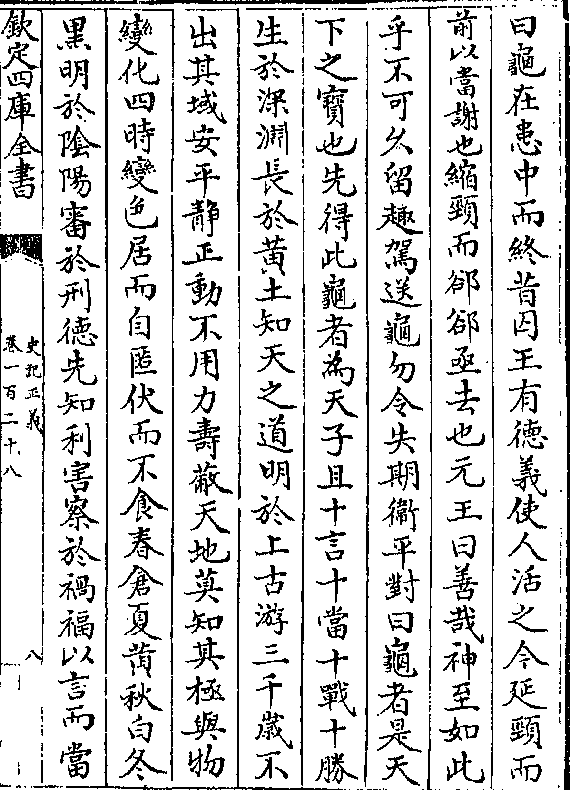 曰龜在患中而終昔囚王有德義使人活之今延頸而
前以當謝也縮頸而郤郤亟去也元王曰善哉神至如此
乎不可久留趣駕送龜勿令失期衞平對曰龜者是天
下之寶也先得此龜者為天子且十言十當十戰十勝
生於深淵長於黄土知天之道明於上古游三千歲不
出其域安平静正動不用力壽蔽天地莫知其極與物
變化四時變色居而自匿伏而不食春倉夏黄秋白冬
黑明於陰陽審於刑德先知利害察於禍福以言而當
欽定四庫全書
史記正義
卷一百二十八
八